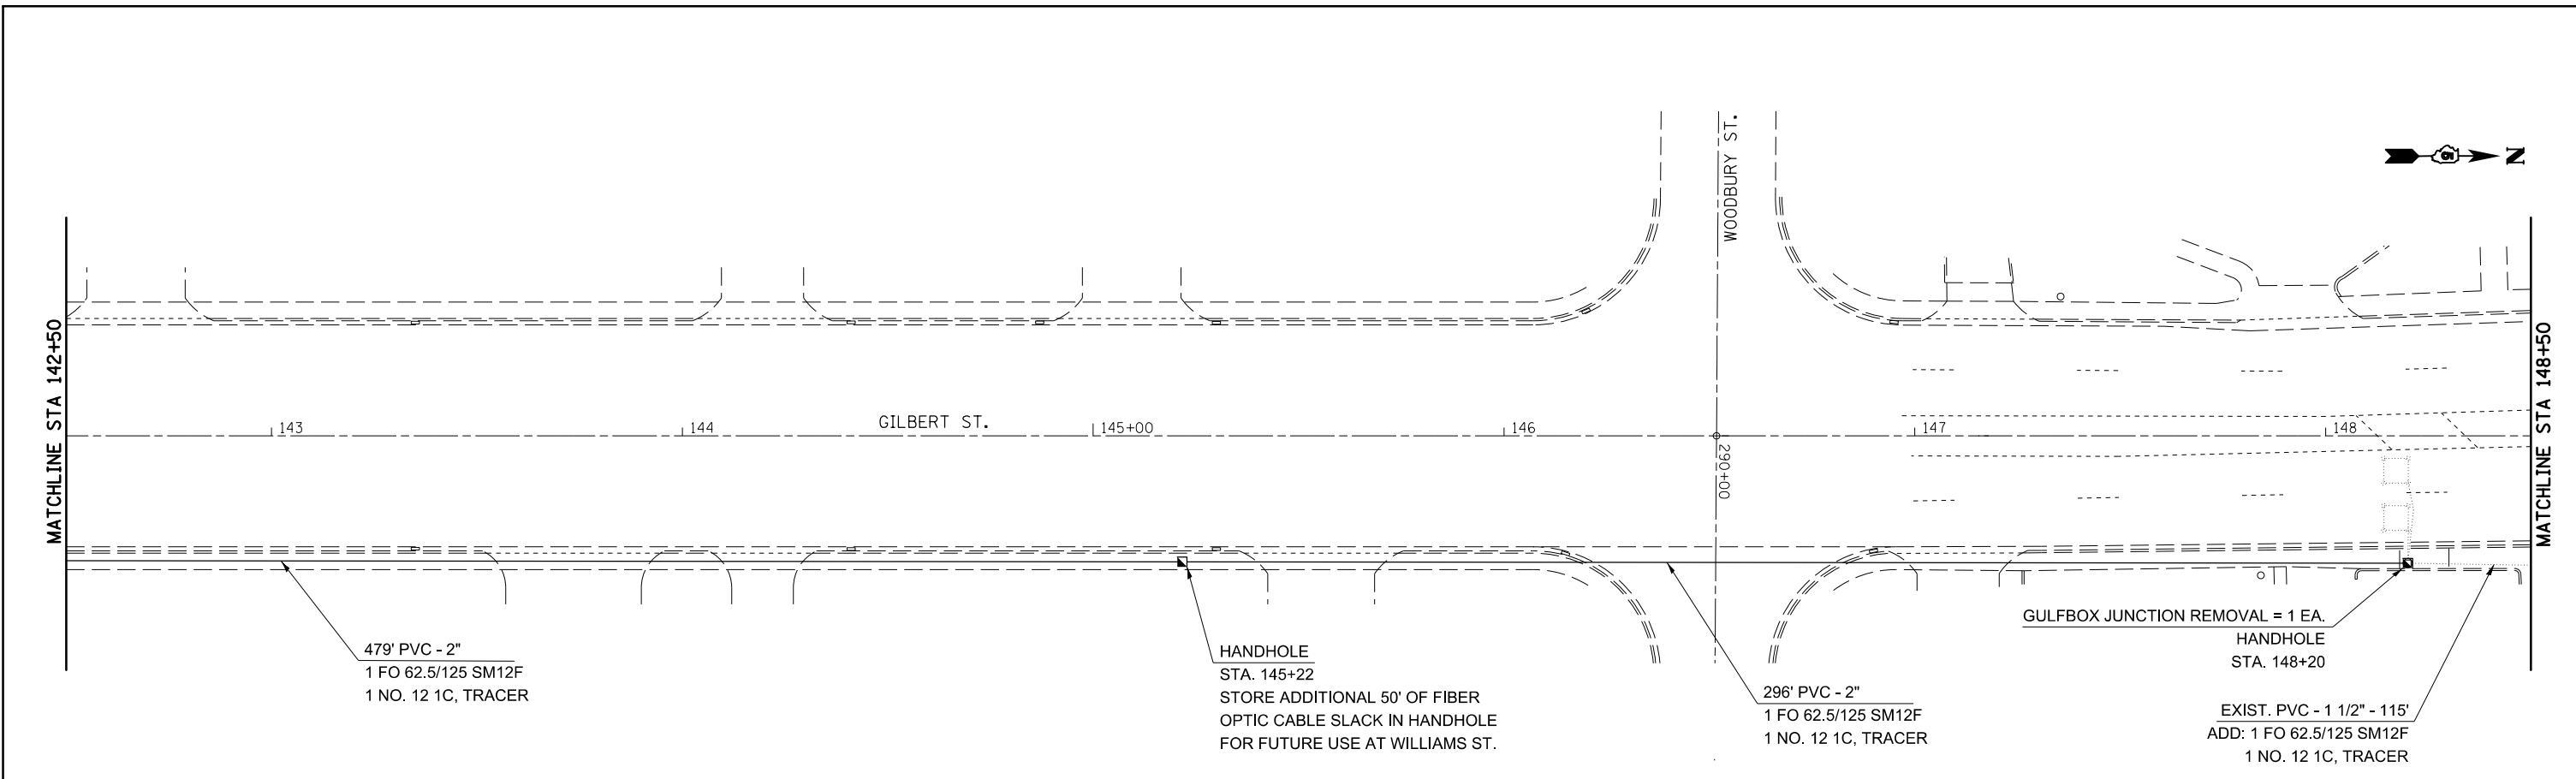 WOODBURY ST.
N
MATCHLINE STA 142+50
MATCHLINE STA 148+50
GILBERT ST.
143
144
145+00
146
147
148
290+00
479' PVC - 2"
1 FO 62.5/125 SM12F
1 NO. 12 1C, TRACER
HANDHOLE
STA. 145+22
STORE ADDITIONAL 50' OF FIBER
OPTIC CABLE SLACK IN HANDHOLE
FOR FUTURE USE AT WILLIAMS ST.
296' PVC - 2"
1 FO 62.5/125 SM12F
1 NO. 12 1C, TRACER
GULFBOX JUNCTION REMOVAL = 1 EA.
HANDHOLE
STA. 148+20
EXIST. PVC - 1 1/2" - 115'
ADD: 1 FO 62.5/125 SM12F
1 NO. 12 1C, TRACER